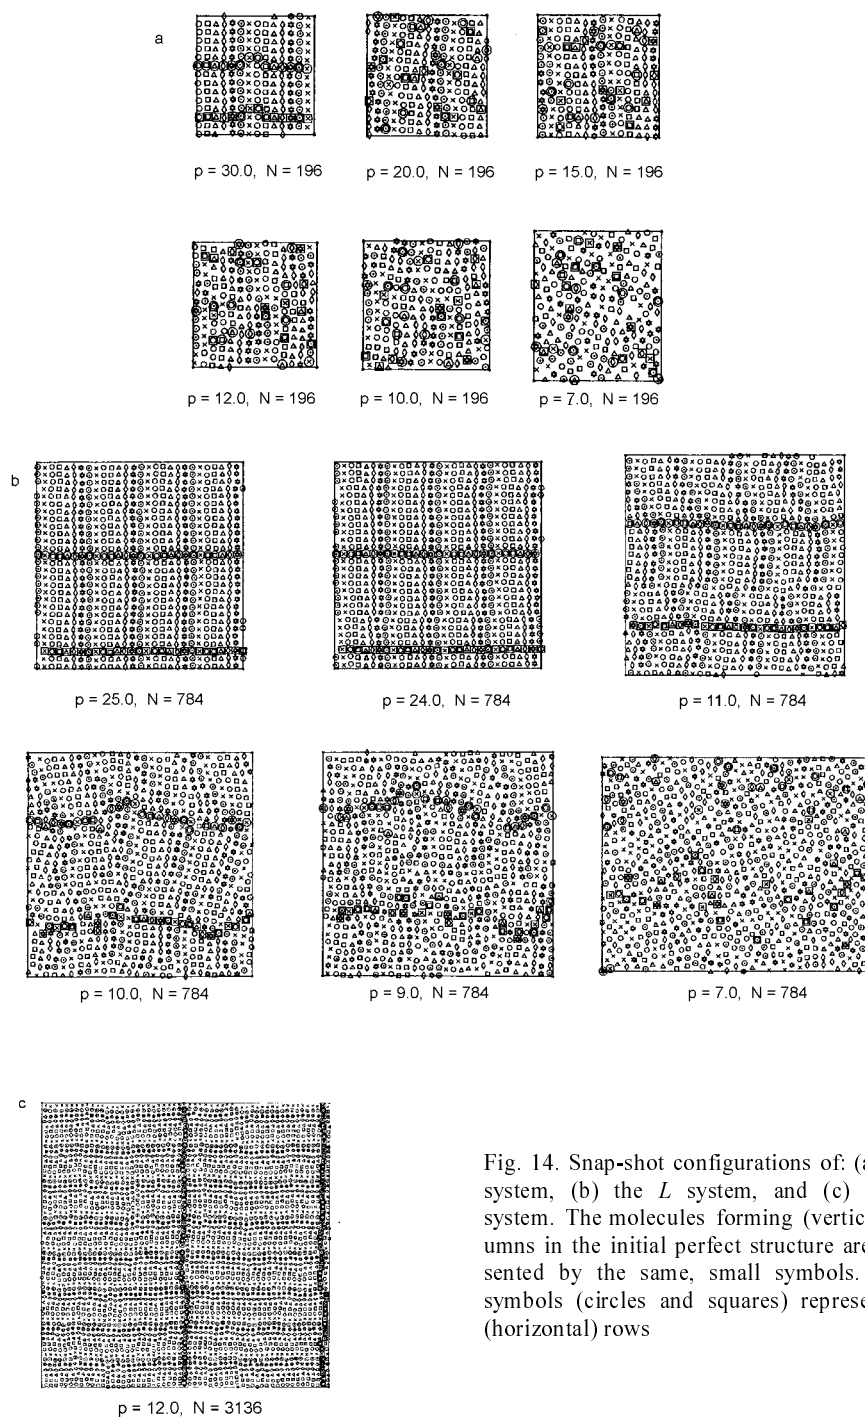 a
p = 30.0, N = 196
p = 20.0, N = 196
p = 15.0, N = 196
p = 12.0, N = 196
p = 10.0, N = 196
p = 7.0, N = 196
b
p = 25.0, N = 784
p = 24.0, N = 784
p = 11.0, N = 784
p = 10.0, N = 784
p = 9.0, N = 784
p = 7.0, N = 784
c
p = 12.0, N = 3136
Fig. 14. Snap-shot configurations of: (a
system, (b) the L system, and (c)
system. The molecules forming (vertic
umns in the initial perfect structure are
sented by the same, small symbols.
symbols (circles and squares) represe
(horizontal) rows